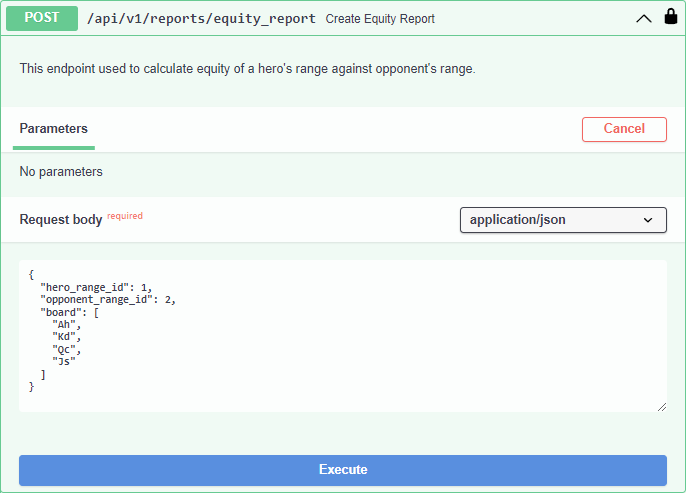 POST /api/v1/reports/equity_report Create Equity Report
This endpoint used to calculate equity of a hero's range against opponent's range.
Parameters Cancel
No parameters
Request body required application/json
{
  "hero_range_id": 1,
  "opponent_range_id": 2,
  "board": [
    "Ah",
    "Kd",
    "Qc",
    "Js"
  ]
}
Execute